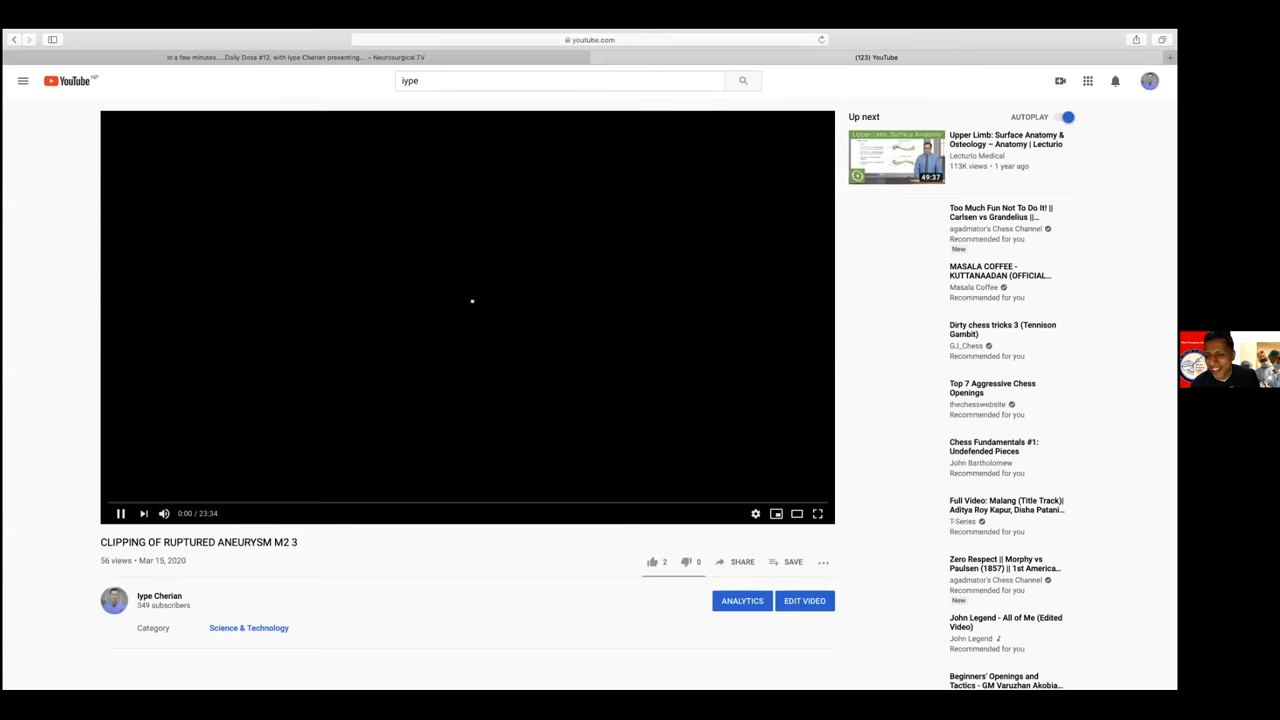 youtube.com
In a few minutes.....Daily Dose #12, with Iype Cherian presenting.... – Neurosurgical.TV
(123) YouTube
YouTube NP
iype
Up next
AUTOPLAY
Upper Limb: Surface Anatomy
49:37
Upper Limb: Surface Anatomy &
Osteology – Anatomy | Lecturio
Lecturio Medical
113K views • 1 year ago
Too Much Fun Not To Do It! ||
Carlsen vs Grandelius ||...
agadmator's Chess Channel
Recommended for you
New
MASALA COFFEE -
KUTTANAADAN (OFFICIAL...
Masala Coffee
Recommended for you
Dirty chess tricks 3 (Tennison
Gambit)
GJ_Chess
Recommended for you
Top 7 Aggressive Chess
Openings
thechesswebsite
Recommended for you
Chess Fundamentals #1:
Undefended Pieces
John Bartholomew
Recommended for you
Full Video: Malang (Title Track)|
Aditya Roy Kapur, Disha Patani...
T-Series
Recommended for you
Zero Respect || Morphy vs
Paulsen (1857) || 1st America...
agadmator's Chess Channel
Recommended for you
New
John Legend - All of Me (Edited
Video)
John Legend
Recommended for you
Beginners' Openings and
Tactics - GM Varuzhan Akobia...
0:00 / 23:34
CLIPPING OF RUPTURED ANEURYSM M2 3
56 views • Mar 15, 2020
2
0
SHARE
SAVE
Iype Cherian
349 subscribers
ANALYTICS
EDIT VIDEO
Category
Science & Technology